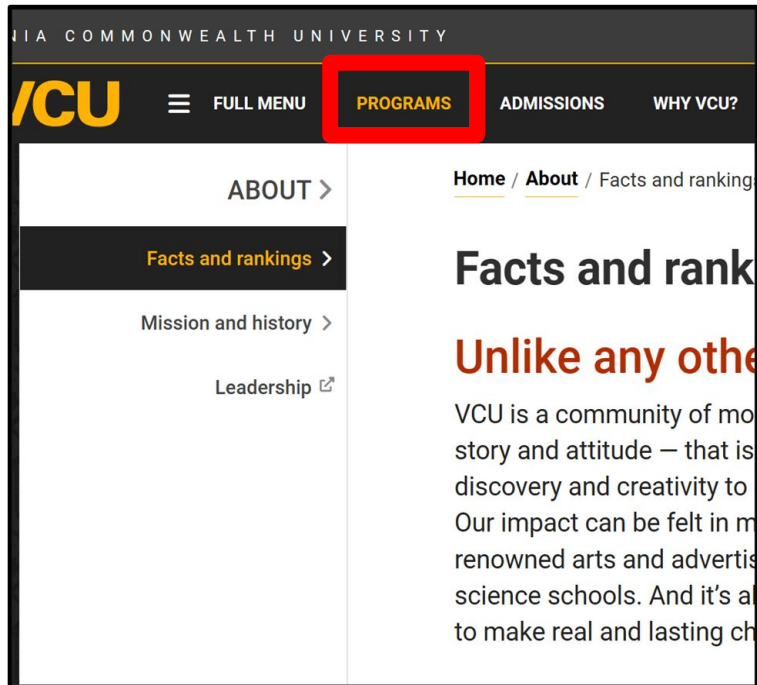 NIA COMMONWEALTH UNIVERSITY
VCU FULL MENU PROGRAMS ADMISSIONS WHY VCU?
ABOUT >
Facts and rankings >
Mission and history >
Leadership
Home / About / Facts and rankings
Facts and rank
Unlike any othe
VCU is a community of mo
story and attitude — that is
discovery and creativity to
Our impact can be felt in m
renowned arts and advertis
science schools. And it's al
to make real and lasting ch